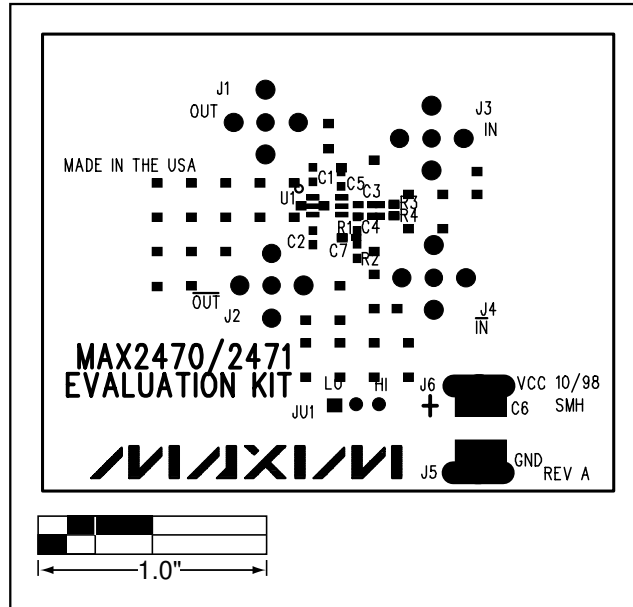 J1
OUT
J3
IN
MADE IN THE USA
C1
C5
C3
U1
R3
R4
R1
C4
C2
C7
R2
OUT
J2
J4
IN
MAX2470/2471
EVALUATION KIT
LO
HI
JU1
J6
VCC 10/98
C6
SMH
+
MAXIM
GND
J5
REV A
1.0"